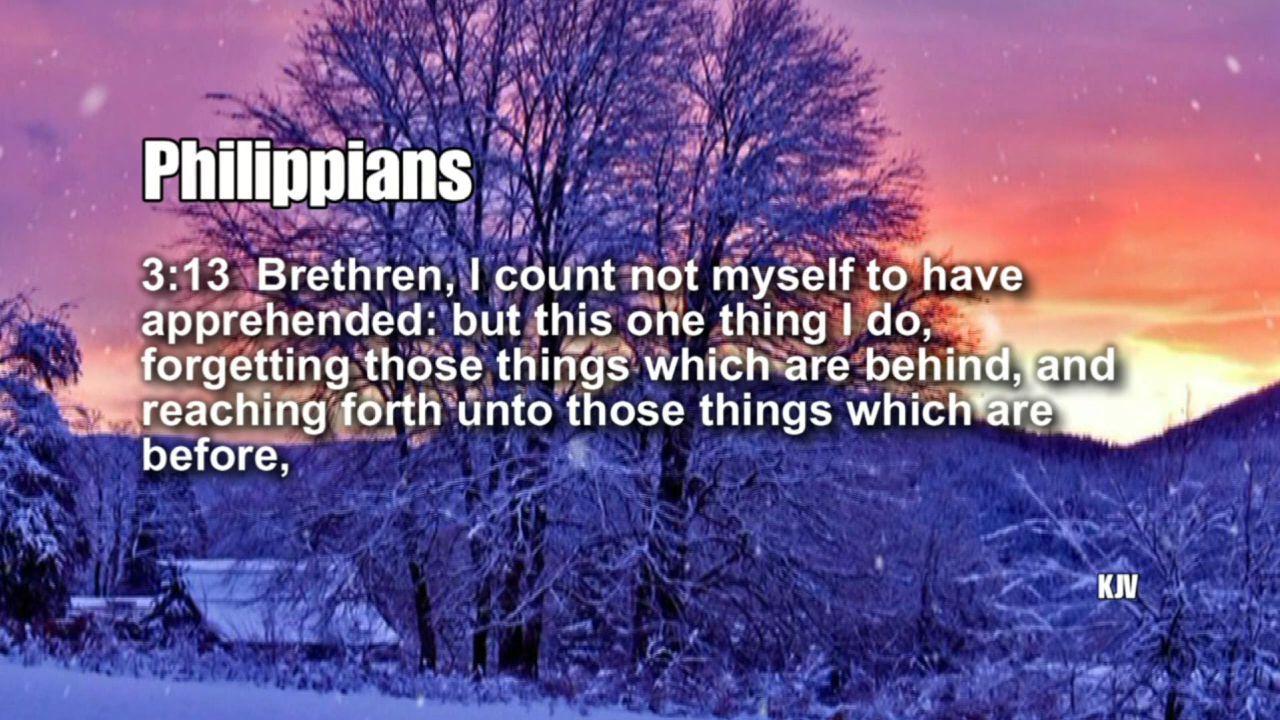 Philippians
3:13  Brethren, I count not myself to have
apprehended: but this one thing I do,
forgetting those things which are behind, and
reaching forth unto those things which are
before,
KJV